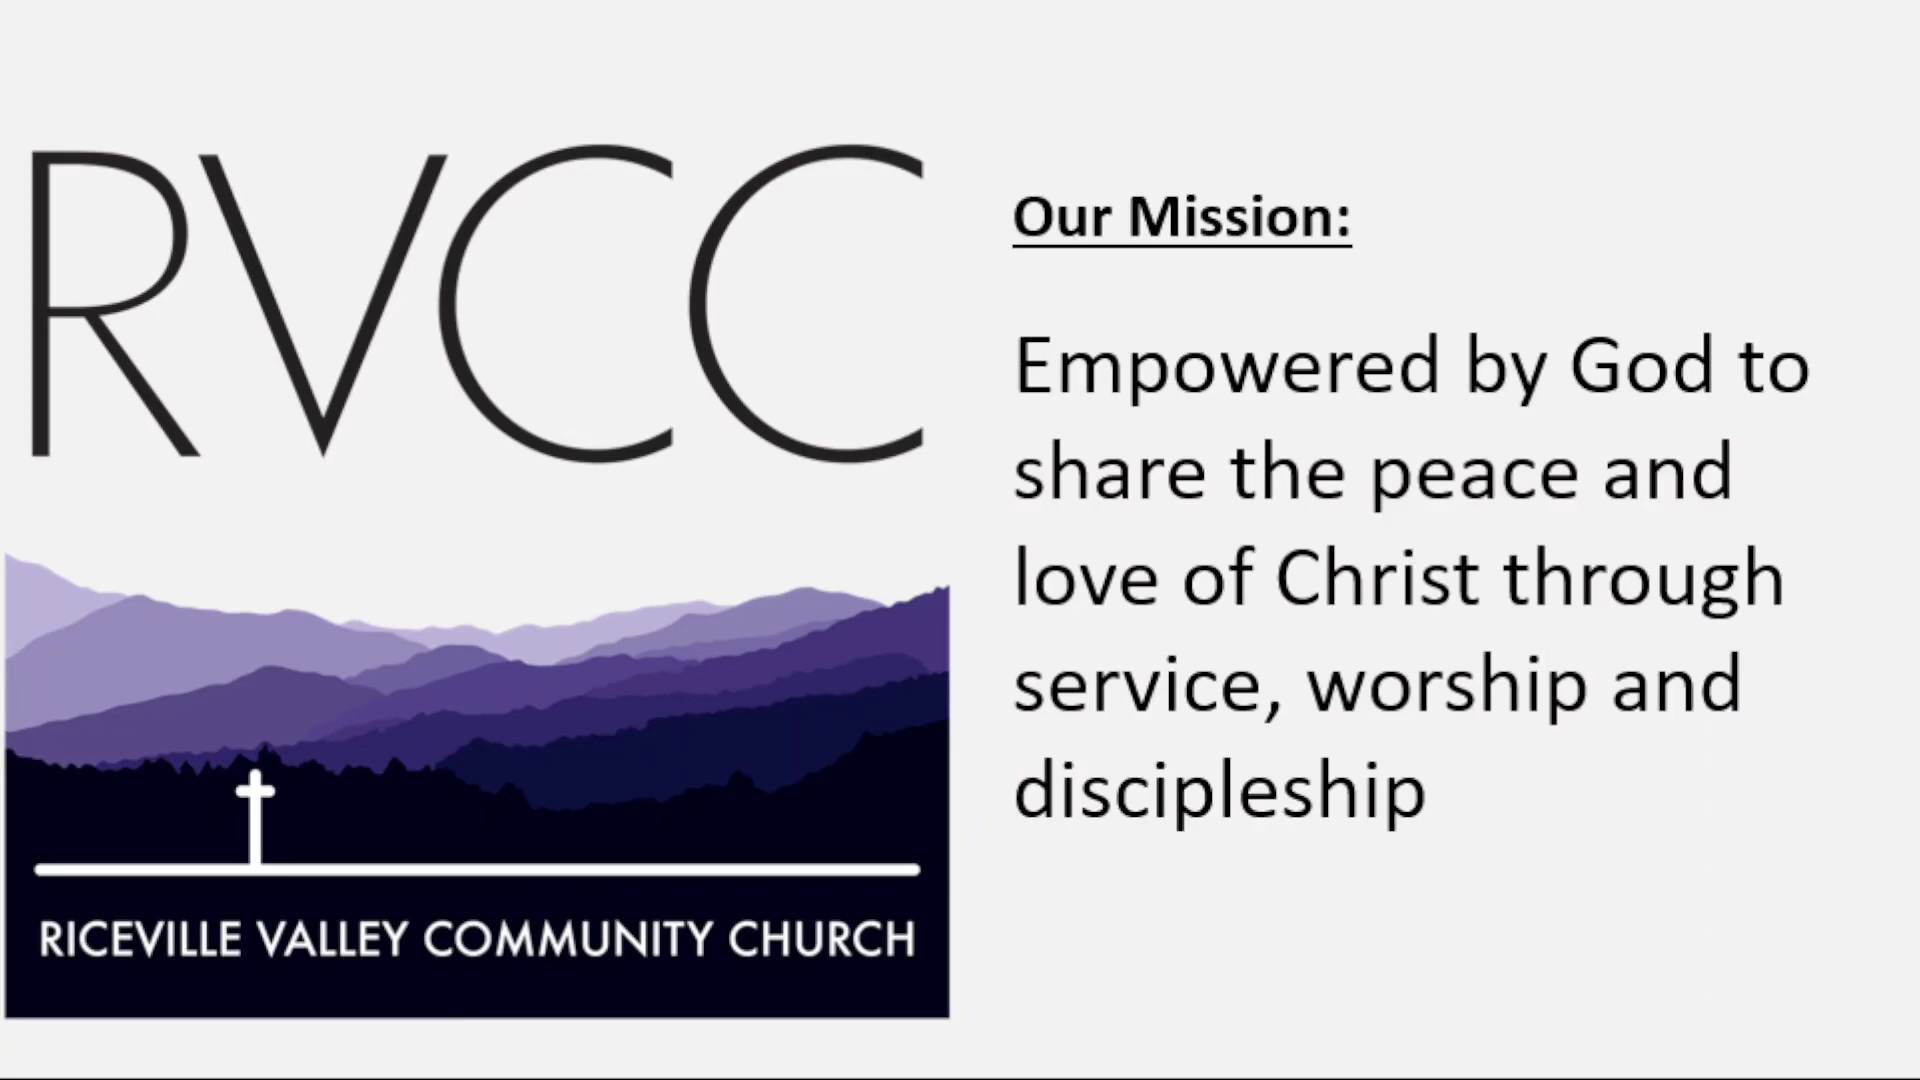 RVCC
RICEVILLE VALLEY COMMUNITY CHURCH
Our Mission:
Empowered by God to
share the peace and
love of Christ through
service, worship and
discipleship